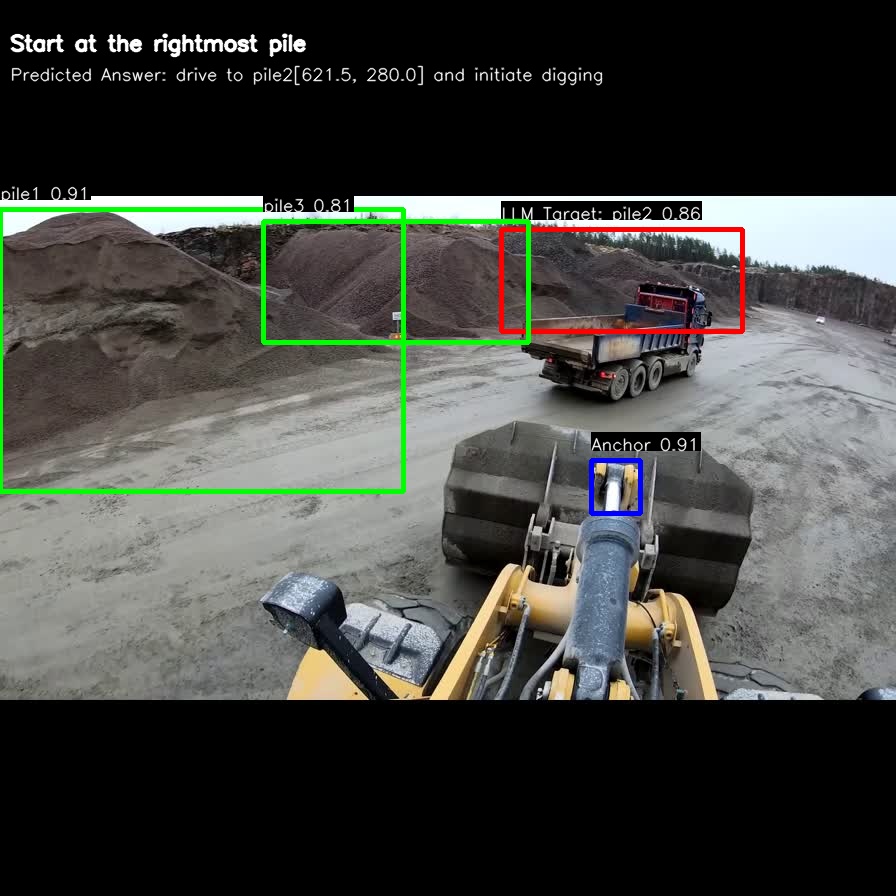 Start at the rightmost pile
Predicted Answer: drive to pile2[621.5, 280.0] and initiate digging
pile1 0.91
pile3 0.81
LLM Target: pile2 0.86
Anchor 0.91